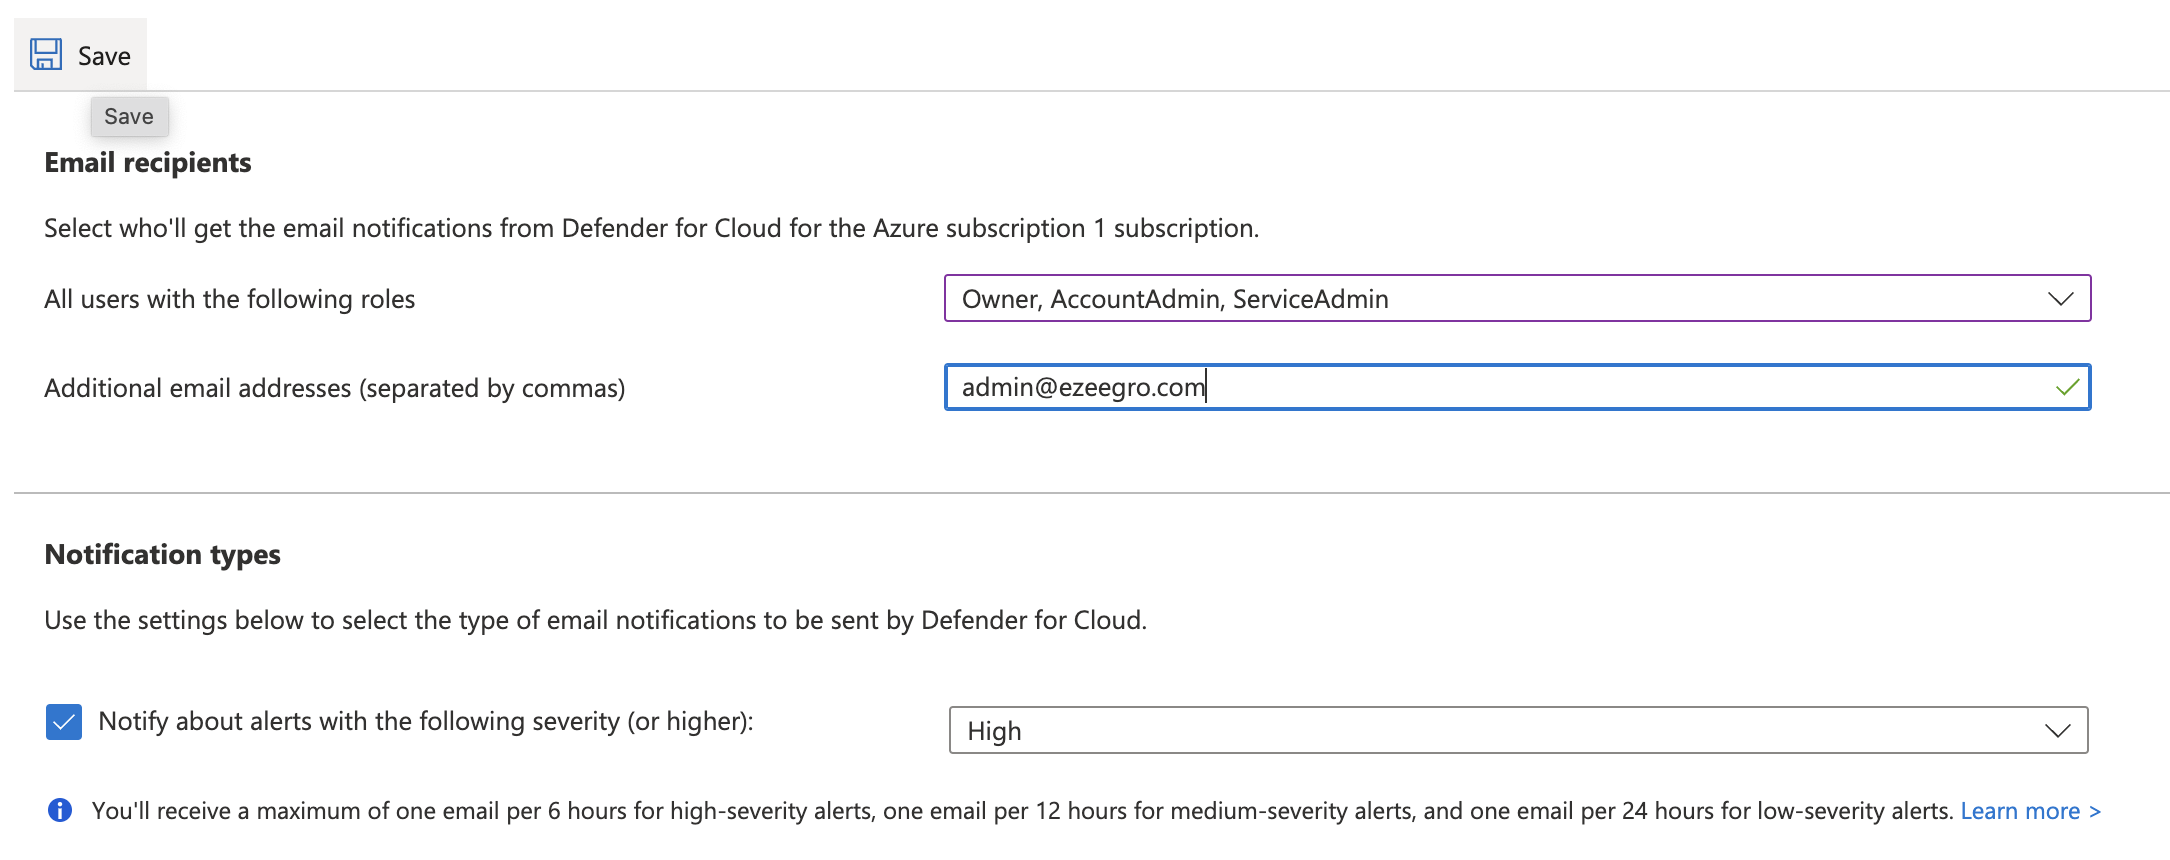 Save
Save
Email recipients
Select who'll get the email notifications from Defender for Cloud for the Azure subscription 1 subscription.
All users with the following roles
Owner, AccountAdmin, ServiceAdmin
Additional email addresses (separated by commas)
admin@ezeegro.com
Notification types
Use the settings below to select the type of email notifications to be sent by Defender for Cloud.
Notify about alerts with the following severity (or higher):
High
You'll receive a maximum of one email per 6 hours for high-severity alerts, one email per 12 hours for medium-severity alerts, and one email per 24 hours for low-severity alerts. Learn more >